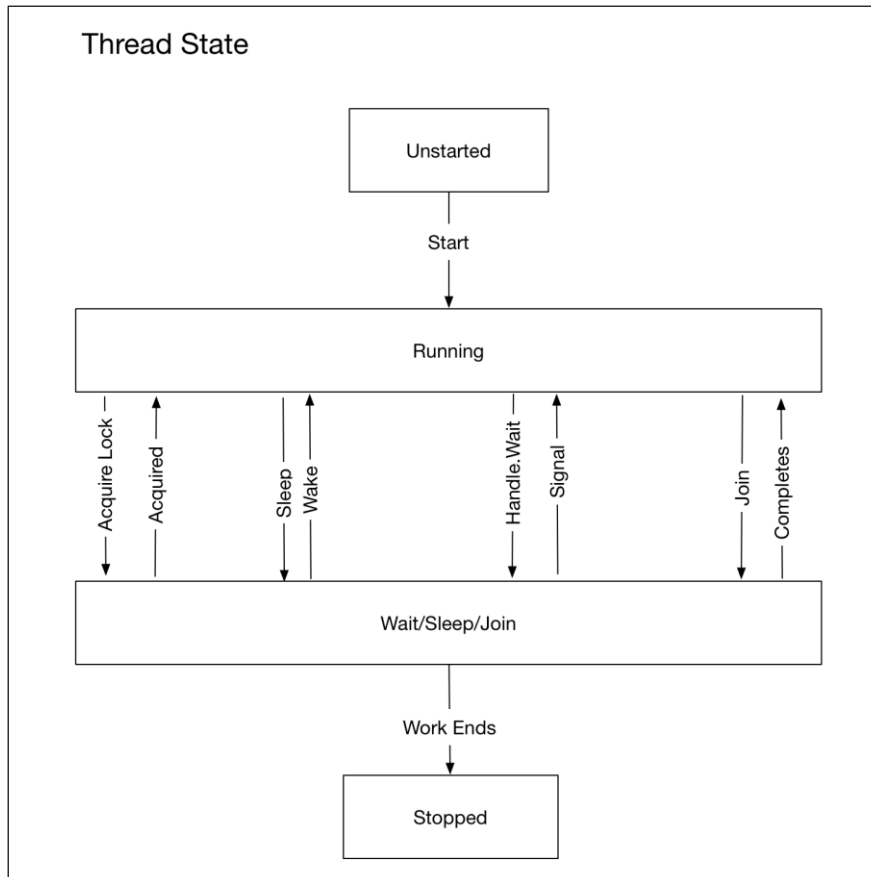 Thread State
Unstarted
Start
Running
Acquire Lock
Acquired
Sleep
Wake
Handle.Wait
Signal
Join
Completes
Wait/Sleep/Join
Work Ends
Stopped